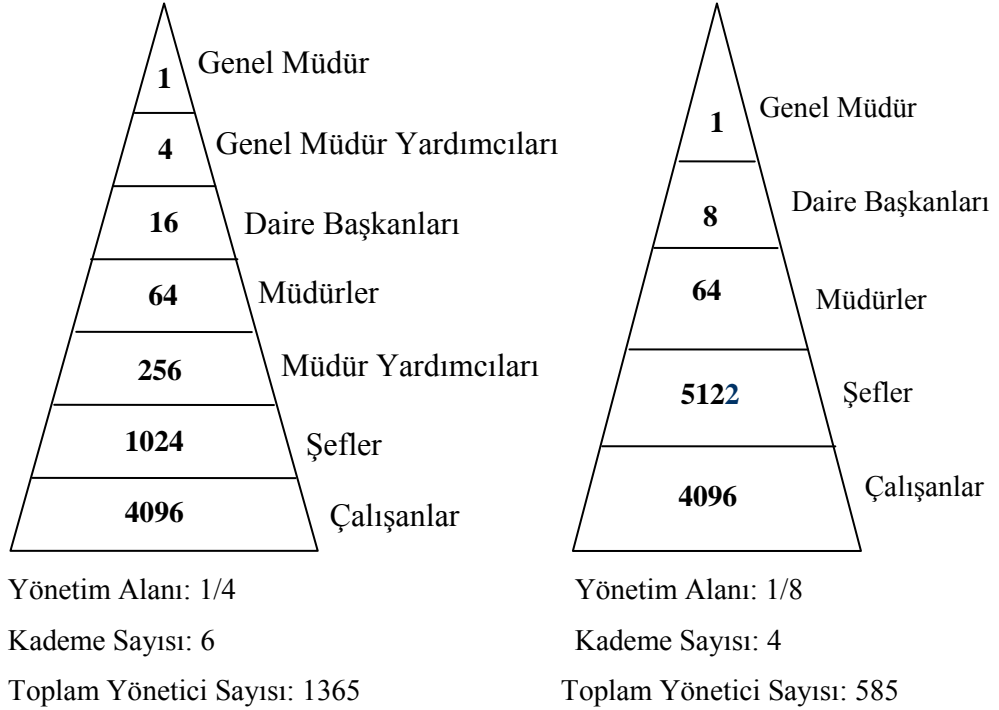 1 Genel Müdür
4 Genel Müdür Yardımcıları
16 Daire Başkanları
64 Müdürler
256 Müdür Yardımcıları
1024 Şefler
4096 Çalışanlar
Yönetim Alanı: 1/4
Kademe Sayısı: 6
Toplam Yönetici Sayısı: 1365
1 Genel Müdür
8 Daire Başkanları
64 Müdürler
5122 Şefler
4096 Çalışanlar
Yönetim Alanı: 1/8
Kademe Sayısı: 4
Toplam Yönetici Sayısı: 585